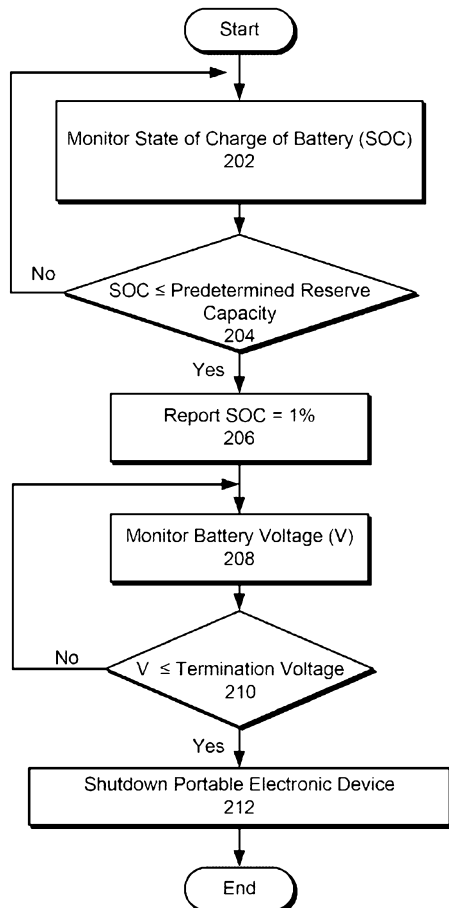 Start
Monitor State of Charge of Battery (SOC)
202
No
SOC ≤ Predetermined Reserve
Capacity
204
Yes
Report SOC = 1%
206
Monitor Battery Voltage (V)
208
No
V ≤ Termination Voltage
210
Yes
Shutdown Portable Electronic Device
212
End